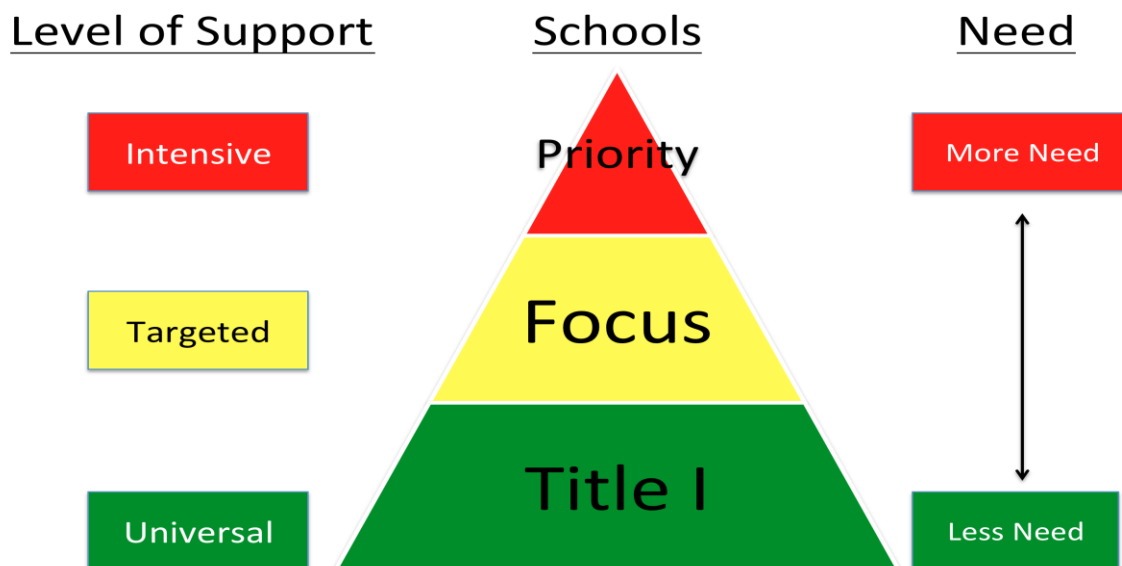 Level of Support
Schools
Need
Intensive
Priority
More Need
Targeted
Focus
Universal
Title I
Less Need